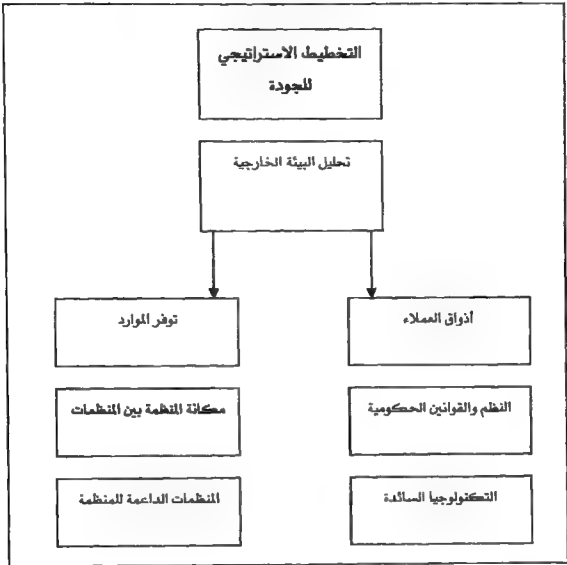 التخطيط الاستراتيجي
للجودة
تحليل البيئة الخارجية
أذواق العملاء
توفر الموارد
النظم والقوانين الحكومية
مكانة المنظمة بين المنظمات
التكنولوجيا السائدة
المنظمات الداعمة للمنظمة